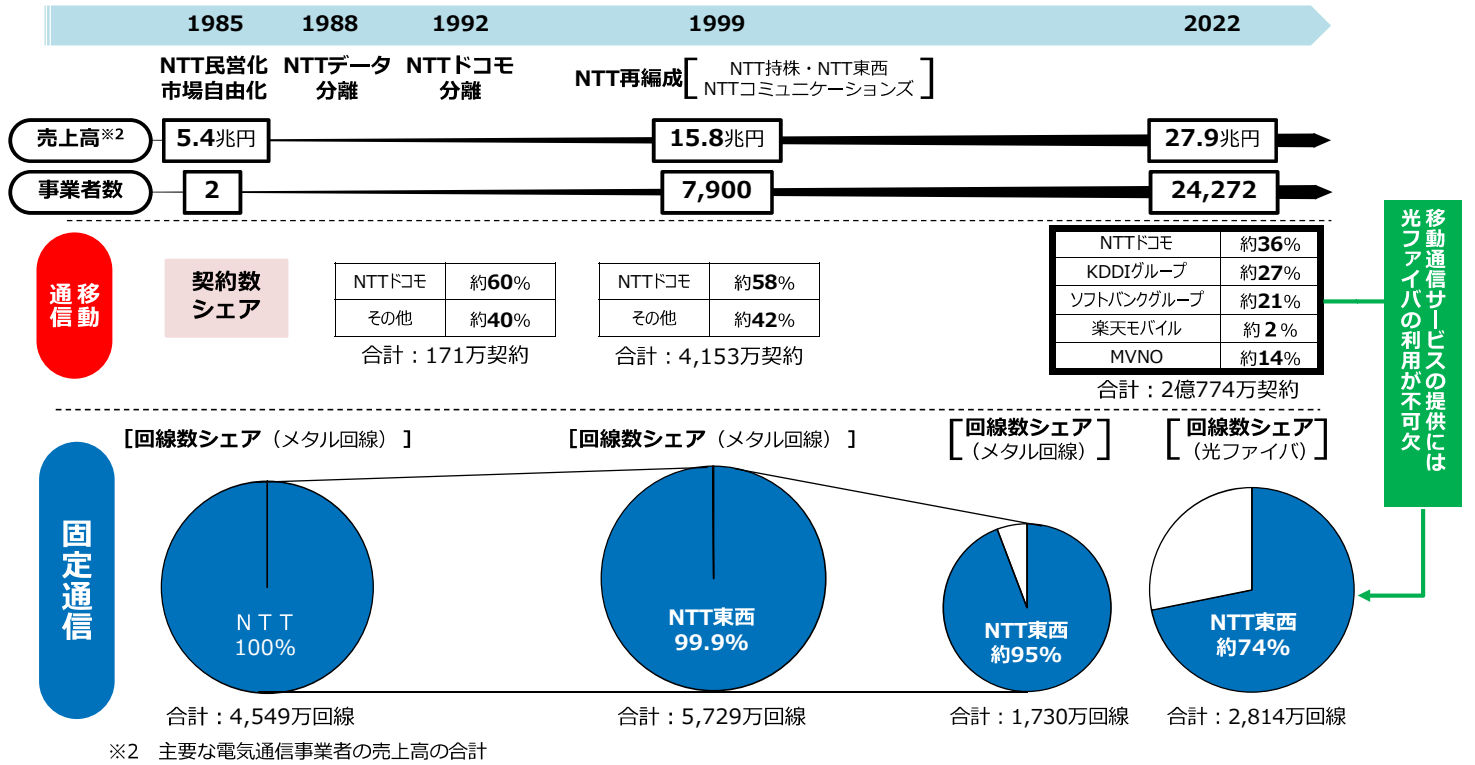 1985 1988 1992 1999 2022
NTT民営化
市場自由化
NTTデータ
分離
NTTドコモ
分離
NTT再編成
NTT持株・NTT東西
NTTコミュニケーションズ
売上高※2 5.4兆円 15.8兆円 27.9兆円
事業者数 2 7,900 24,272
移動
通信
契約数
シェア
NTTドコモ 約60%
その他 約40%
合計：171万契約
NTTドコモ 約58%
その他 約42%
合計：4,153万契約
NTTドコモ 約36%
KDDIグループ 約27%
ソフトバンクグループ 約21%
楽天モバイル 約2%
MVNO 約14%
合計：2億774万契約
移動通信サービスの提供には
光ファイバの利用が不可欠
固定通信
［回線数シェア（メタル回線）］
NTT
100%
合計：4,549万回線
［回線数シェア（メタル回線）］
NTT東西
99.9%
合計：5,729万回線
回線数シェア
（メタル回線）
NTT東西
約95%
合計：1,730万回線
回線数シェア
（光ファイバ）
NTT東西
約74%
合計：2,814万回線
※2 主要な電気通信事業者の売上高の合計